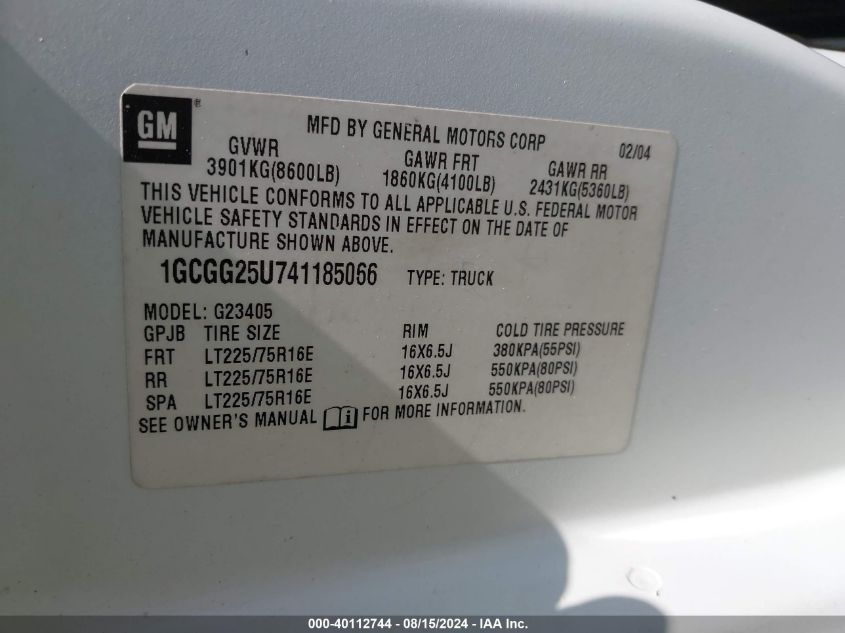 GM®
MFD BY GENERAL MOTORS CORP 02/04
GVWR GAWR FRT GAWR RR
3901KG(8600LB) 1860KG(4100LB) 2431KG(5360LB)
THIS VEHICLE CONFORMS TO ALL APPLICABLE U.S. FEDERAL MOTOR
VEHICLE SAFETY STANDARDS IN EFFECT ON THE DATE OF
MANUFACTURE SHOWN ABOVE.
1GCGG25U741185066 TYPE: TRUCK
MODEL: G23405
GPJB TIRE SIZE RIM COLD TIRE PRESSURE
FRT LT225/75R16E 16X6.5J 380KPA(55PSI)
RR LT225/75R16E 16X6.5J 550KPA(80PSI)
SPA LT225/75R16E 16X6.5J 550KPA(80PSI)
SEE OWNER'S MANUAL i FOR MORE INFORMATION.
000-40112744 - 08/15/2024 - IAA Inc.